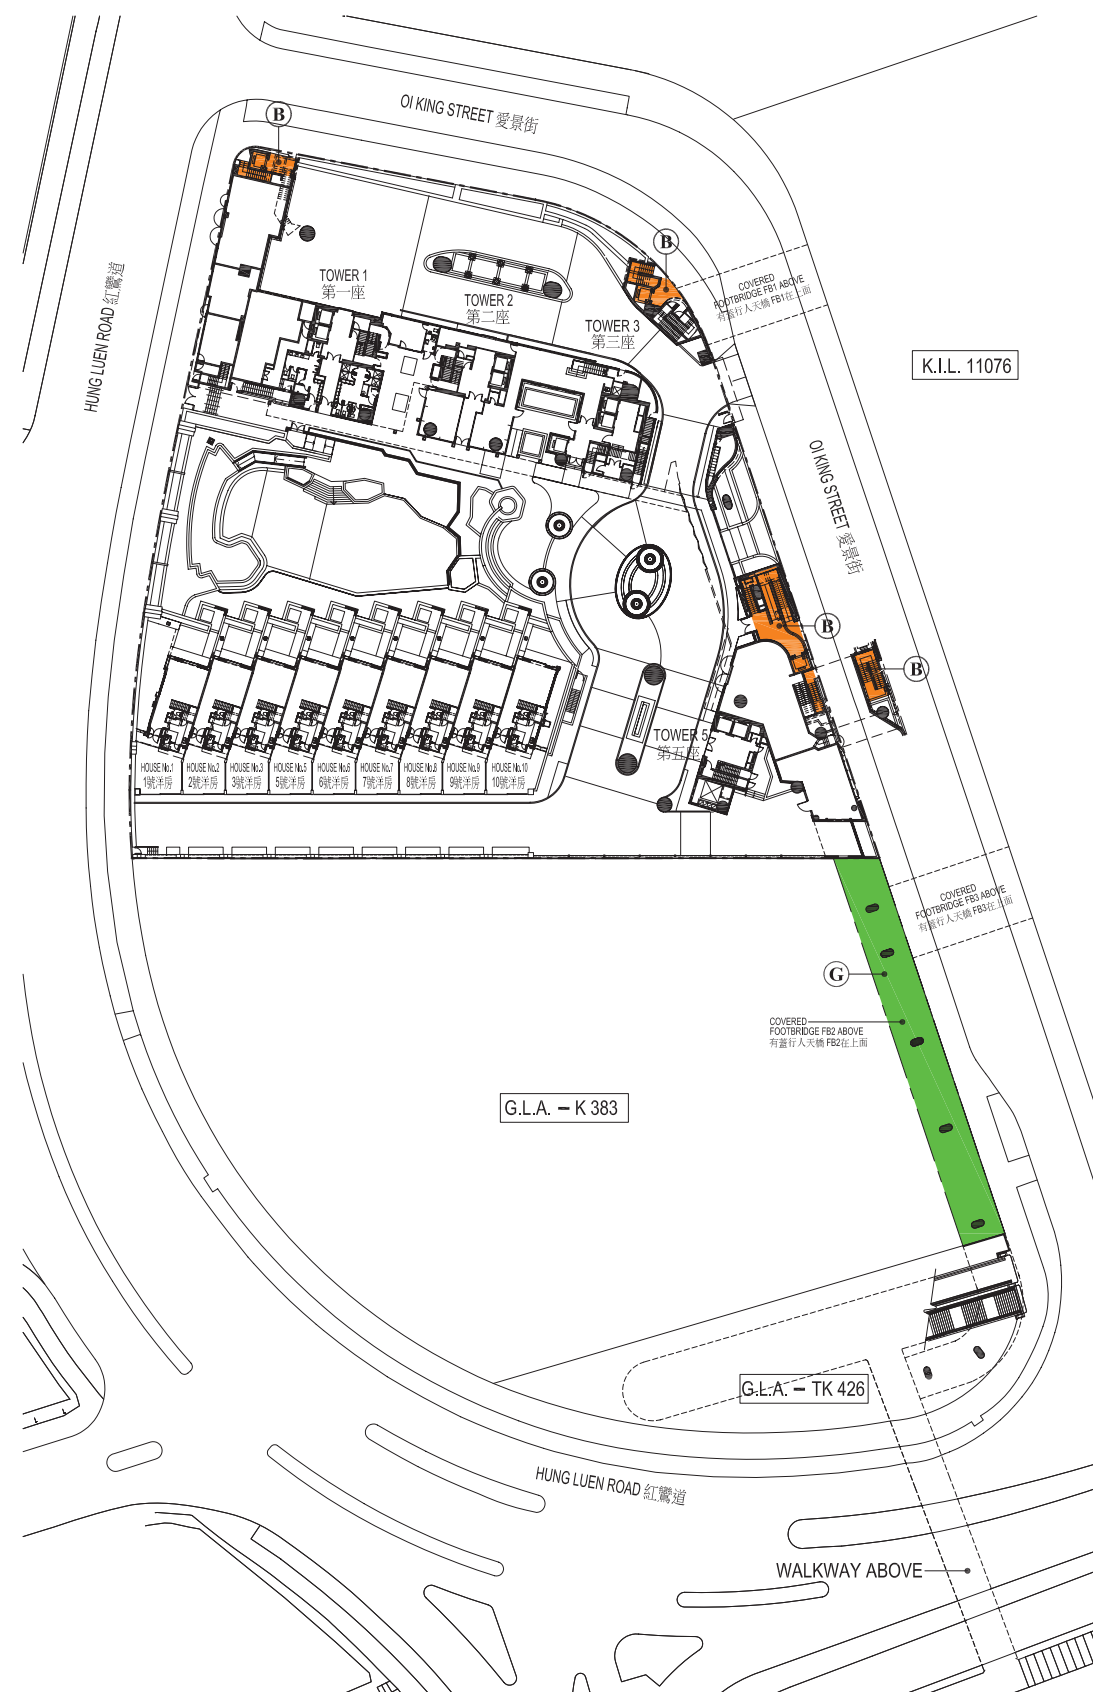 OI KING STREET 愛景街
B
B
HUNG LUEN ROAD 紅鸞道
TOWER 1
第一座
TOWER 2
第二座
TOWER 3
第三座
COVERED
FOOTBRIDGE FB1 ABOVE
有蓋行人天橋 FB1在上面
K.I.L. 11076
OI KING STREET 愛景街
B
B
TOWER 5
第五座
HOUSE No.1
1號洋房
HOUSE No.2
2號洋房
HOUSE No.3
3號洋房
HOUSE No.5
5號洋房
HOUSE No.6
6號洋房
HOUSE No.7
7號洋房
HOUSE No.8
8號洋房
HOUSE No.9
9號洋房
HOUSE No.10
10號洋房
COVERED
FOOTBRIDGE FB3 ABOVE
有蓋行人天橋 FB3在上面
G
COVERED
FOOTBRIDGE FB2 ABOVE
有蓋行人天橋 FB2在上面
G.L.A. – K 383
G.L.A. – TK 426
HUNG LUEN ROAD 紅鸞道
WALKWAY ABOVE